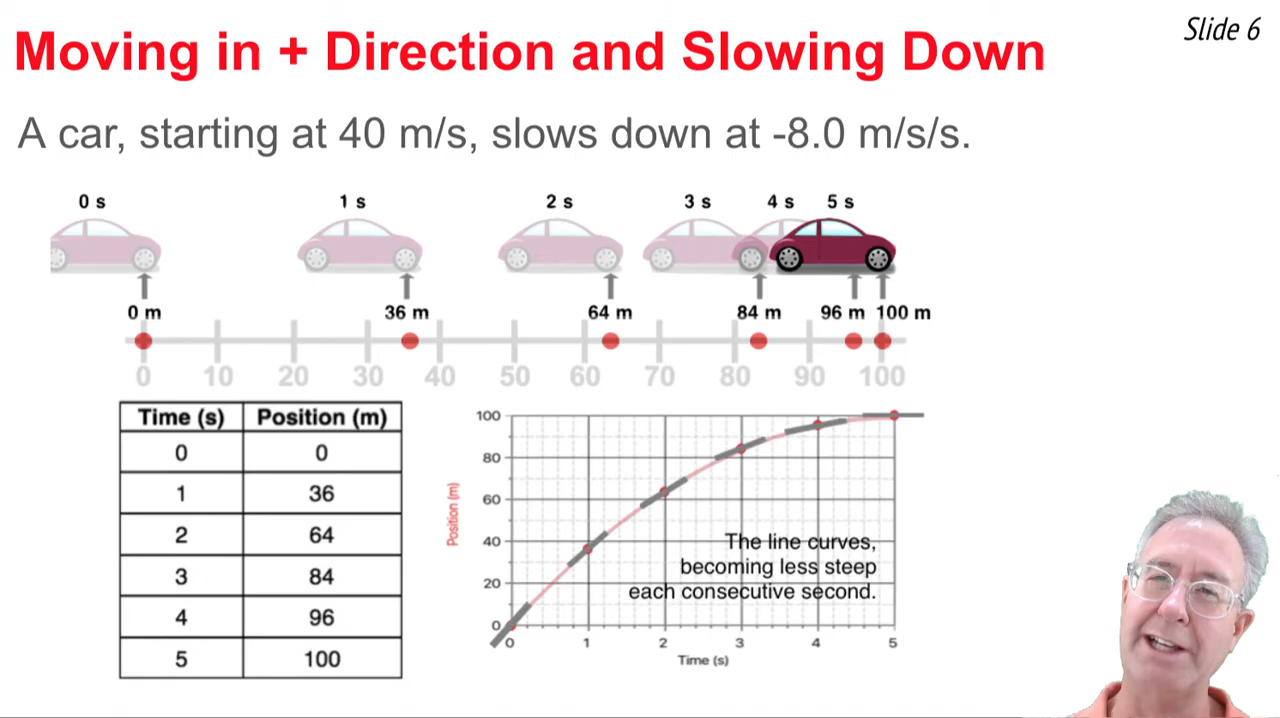 Slide 6
Moving in + Direction and Slowing Down
A car, starting at 40 m/s, slows down at -8.0 m/s/s.
0 s 1 s 2 s 3 s 4 s 5 s
0 m 36 m 64 m 84 m 96 m 100 m
0 10 20 30 40 50 60 70 80 90 100
Time (s) Position (m)
0 0
1 36
2 64
3 84
4 96
5 100
Position (m)
100
80
60
40
20
0
The line curves,
becoming less steep
each consecutive second.
0 1 2 3 4 5
Time (s)